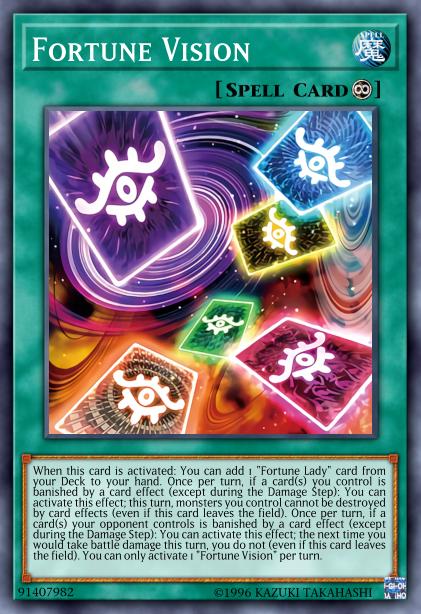 FORTUNE VISION
SPELL
魔
[SPELL CARD]
When this card is activated: You can add 1 "Fortune Lady" card from
your Deck to your hand. Once per turn, if a card(s) you control is
banished by a card effect (except during the Damage Step): You can
activate this effect; this turn, monsters you control cannot be destroyed
by card effects (even if this card leaves the field). Once per turn, if a
card(s) your opponent controls is banished by a card effect (except
during the Damage Step): You can activate this effect; the next time you
would take battle damage this turn, you do not (even if this card leaves
the field). You can only activate 1 "Fortune Vision" per turn.
91407982
©1996 KAZUKI TAKAHASHI